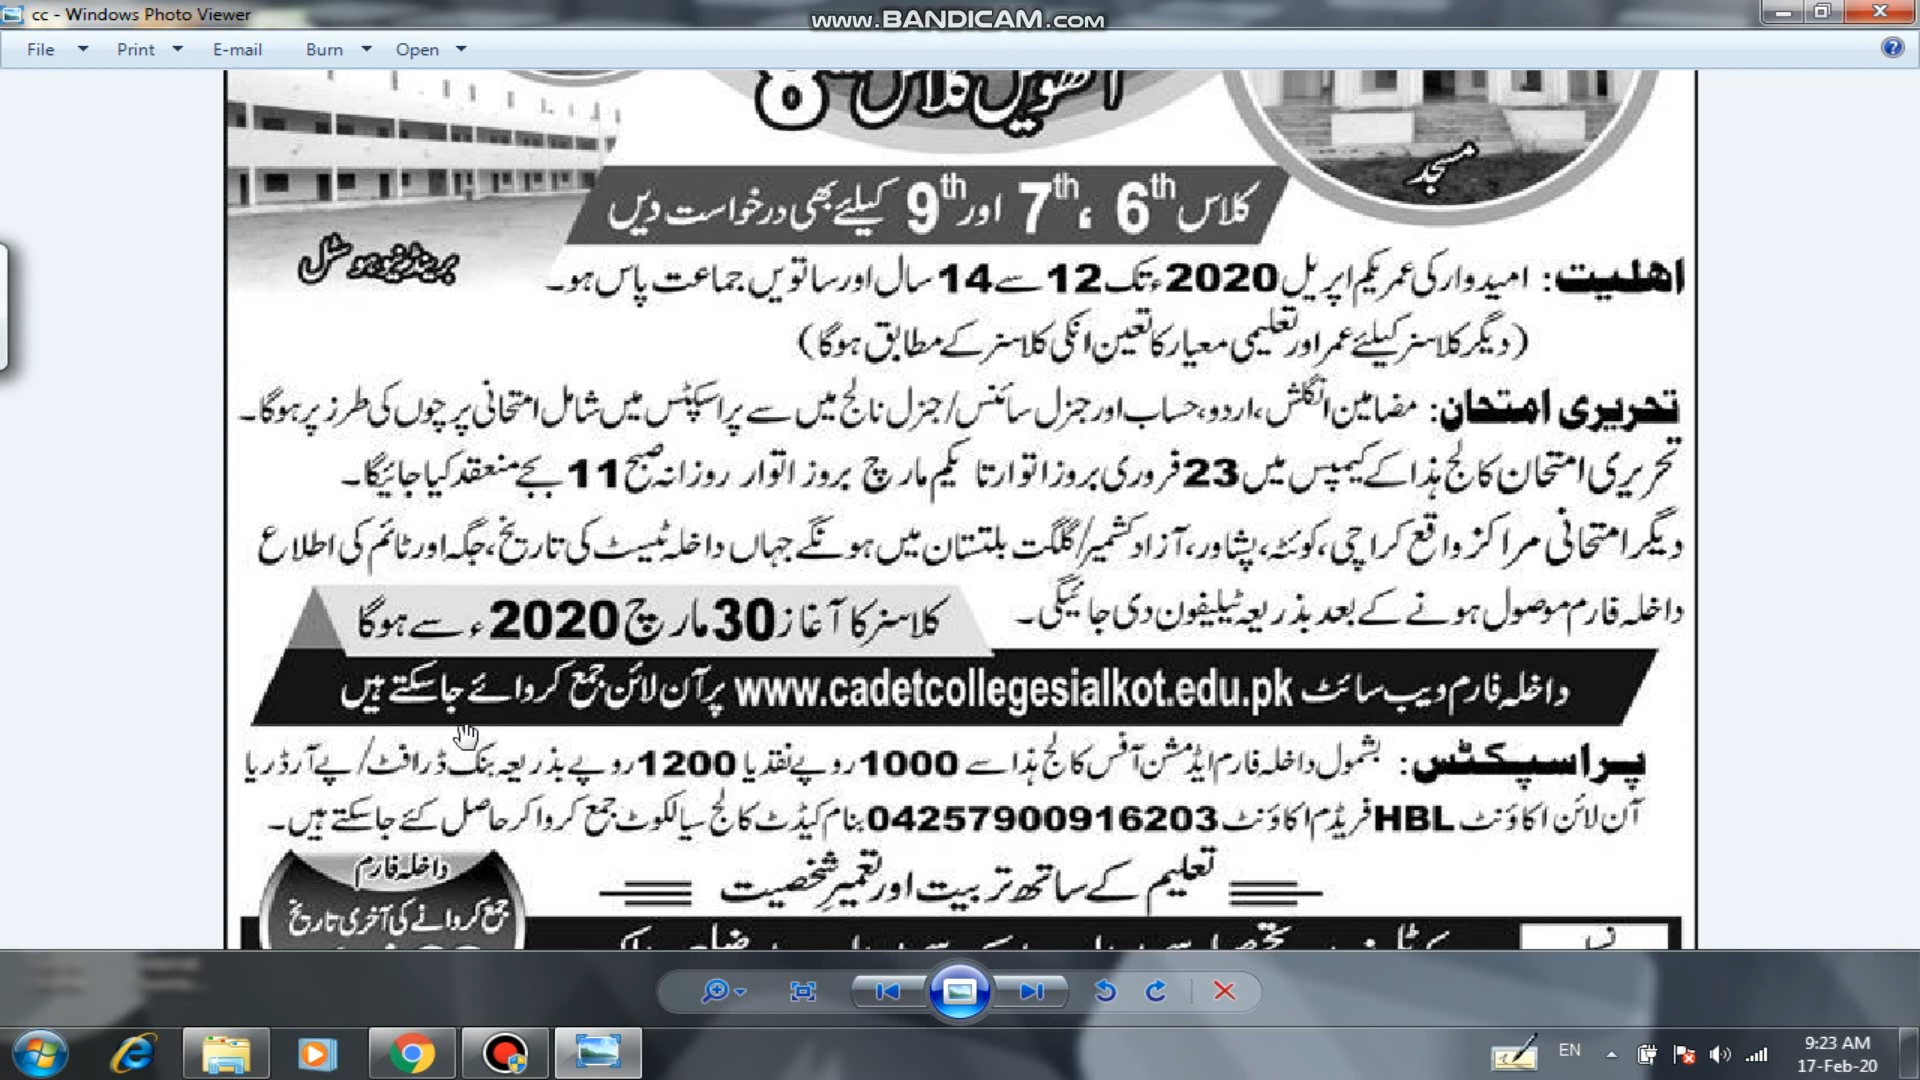 cc - Windows Photo Viewer
www.BANDICAM.com
File Print E-mail Burn Open
آٹھویں کلاس 8
مسجد
کلاس 6th، 7th اور 9th کیلئے بھی درخواست دیں
برینڈ نیو ہوسٹل
اھلیت: امیدوار کی عمر یکم اپریل 2020ء تک 12 سے 14 سال اور ساتویں جماعت پاس ہو۔
(دیگر کلاسز کیلئے عمر اور تعلیمی معیار کا تعین انکی کلاسز کے مطابق ہوگا)
تحریری امتحان: مضامین انگلش، اردو، حساب اور جنرل سائنس/جنرل نالج میں سے پراسپکٹس میں شامل امتحانی پرچوں کی طرز پر ہوگا۔
تحریری امتحان کالج ہذا کے کیمپس میں 23 فروری بروز اتوار تا یکم مارچ بروز اتوار روزانہ صبح 11 بجے منعقد کیا جائیگا۔
دیگر امتحانی مراکز واقع کراچی، کوئٹہ، پشاور، آزاد کشمیر/گلگت بلتستان میں ہونگے جہاں داخلہ ٹیسٹ کی تاریخ، جگہ اور ٹائم کی اطلاع
داخلہ فارم موصول ہونے کے بعد بذریعہ ٹیلیفون دی جائیگی۔
کلاسز کا آغاز 30 مارچ 2020ء سے ہوگا
داخلہ فارم ویب سائٹ www.cadetcollegesialkot.edu.pk پر آن لائن جمع کروائے جاسکتے ہیں
پراسپکٹس: بشمول داخلہ فارم ایڈمشن آفس کالج ہذا سے 1000 روپے نقد یا 1200 روپے بذریعہ بنک ڈرافٹ/پے آرڈر یا
آن لائن اکاؤنٹ HBL فریڈم اکاؤنٹ 04257900916203 بنام کیڈٹ کالج سیالکوٹ جمع کروا کر حاصل کئے جاسکتے ہیں۔
تعلیم کے ساتھ تربیت اور تعمیرِ شخصیت
داخلہ فارم
جمع کروانے کی آخری تاریخ
EN
9:23 AM
17-Feb-20